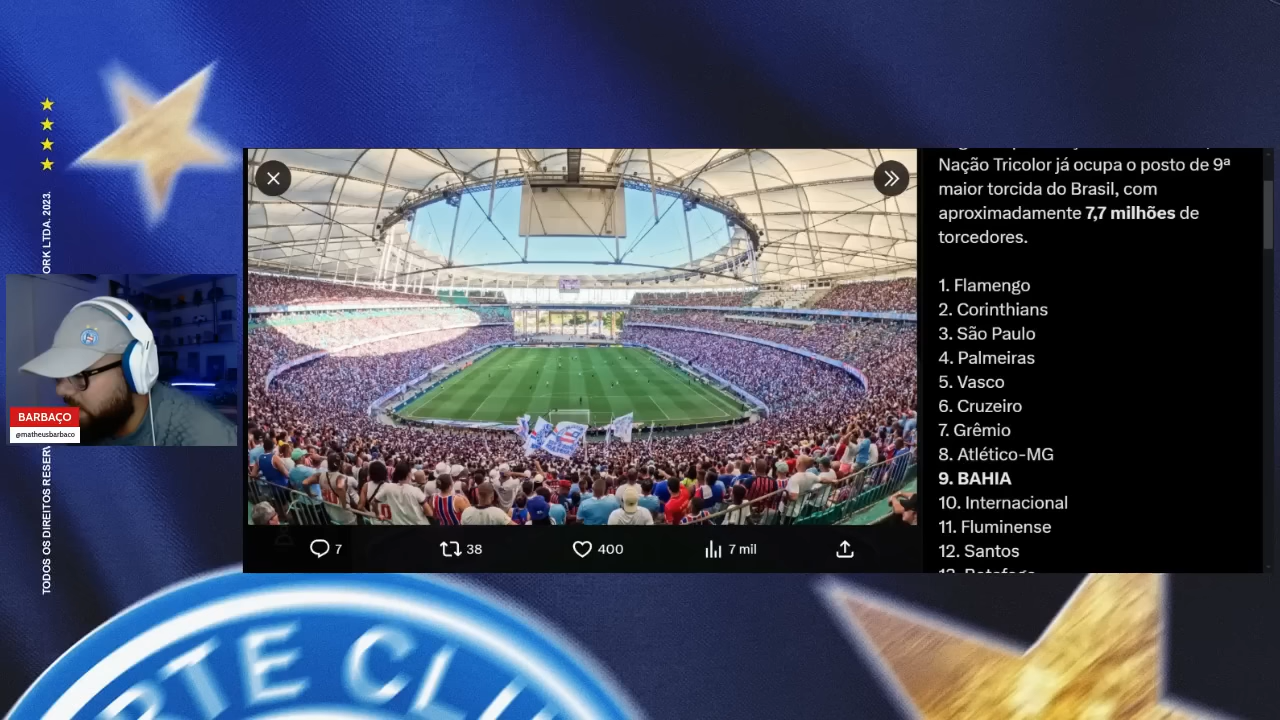 TODOS OS DIREITOS RESERV
ORK LTDA. 2023.
BARBAÇO
@matheusbarbaco
7
38
400
7 mil
Nação Tricolor já ocupa o posto de 9ª
maior torcida do Brasil, com
aproximadamente 7,7 milhões de
torcedores.
1. Flamengo
2. Corinthians
3. São Paulo
4. Palmeiras
5. Vasco
6. Cruzeiro
7. Grêmio
8. Atlético-MG
9. BAHIA
10. Internacional
11. Fluminense
12. Santos
RTE CLU